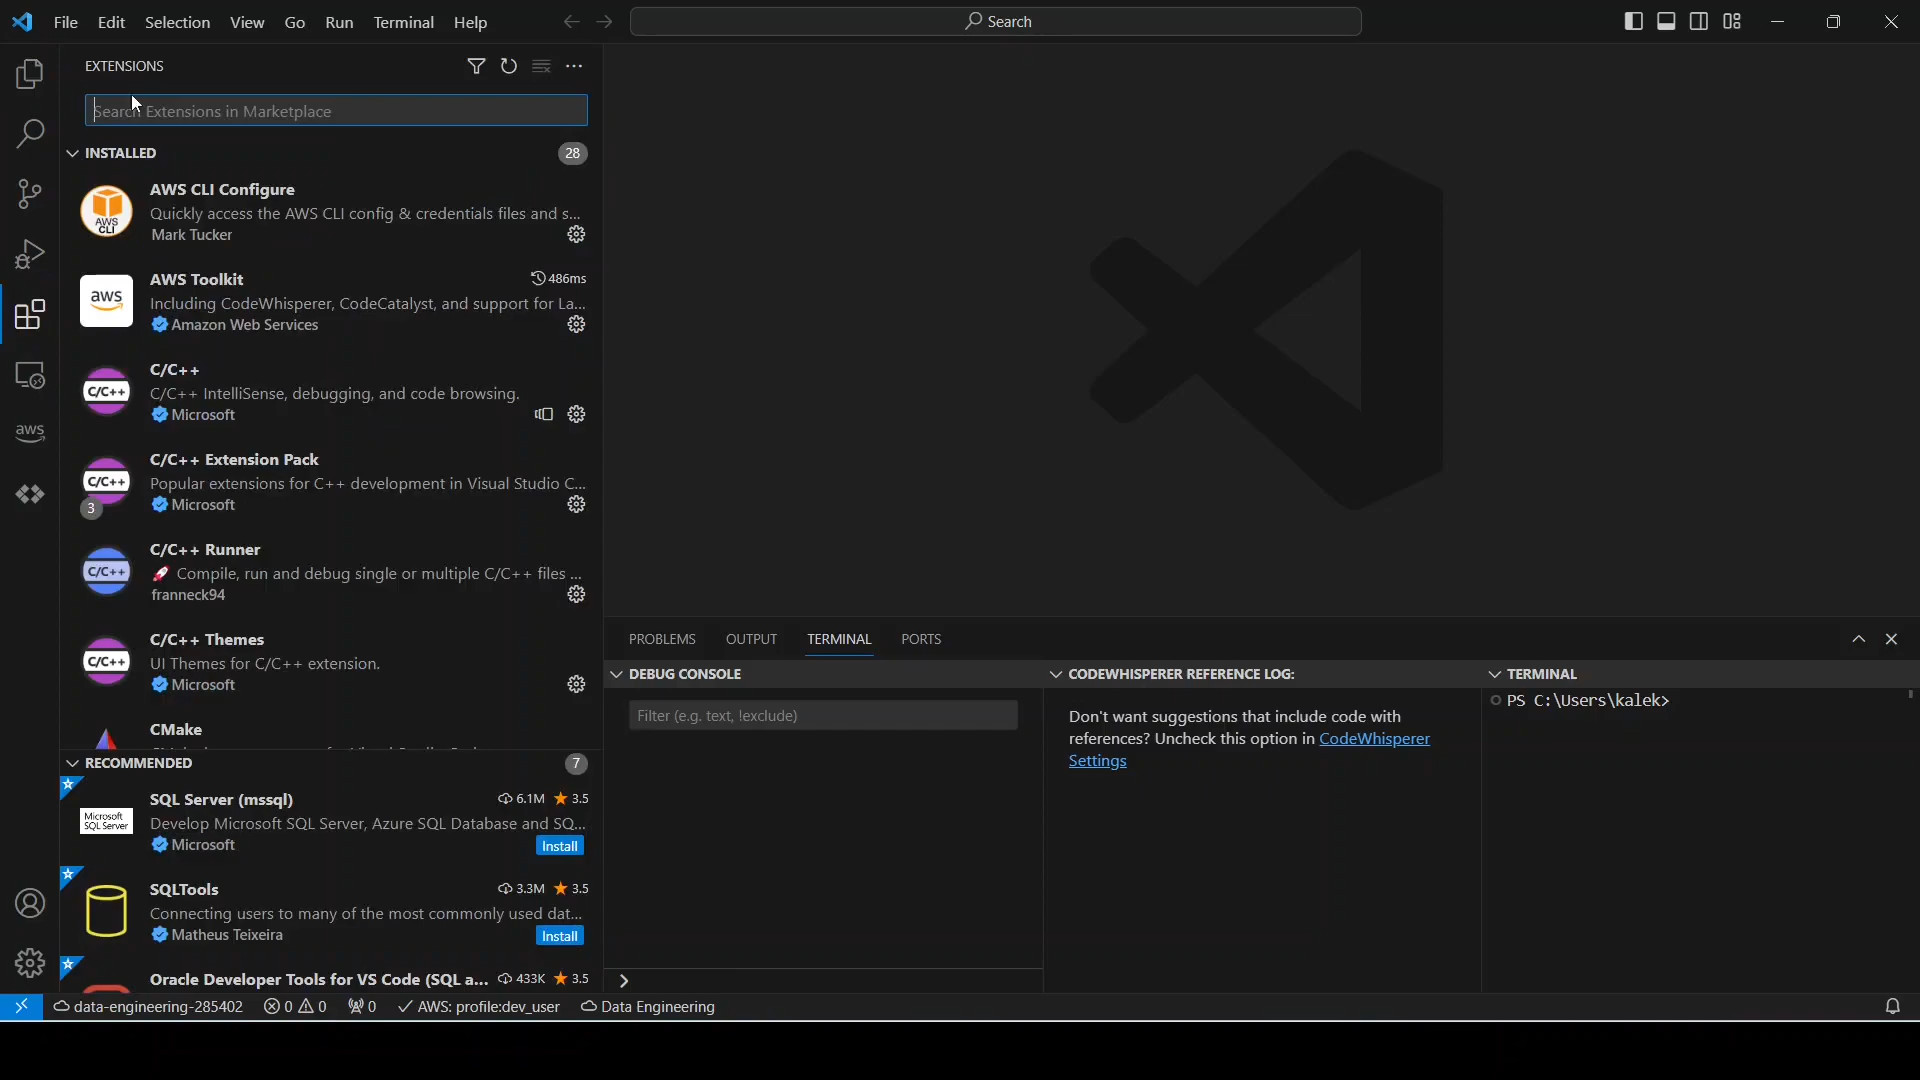 File Edit Selection View Go Run Terminal Help
Search
EXTENSIONS
Search Extensions in Marketplace
INSTALLED 28
AWS CLI Configure
Quickly access the AWS CLI config & credentials files and s...
Mark Tucker
AWS CLI
AWS Toolkit 486ms
Including CodeWhisperer, CodeCatalyst, and support for La...
Amazon Web Services
aws
C/C++
C/C++ IntelliSense, debugging, and code browsing.
Microsoft
C/C++
C/C++ Extension Pack
Popular extensions for C++ development in Visual Studio C...
Microsoft
C/C++
3
C/C++ Runner
🚀 Compile, run and debug single or multiple C/C++ files ...
franneck94
C/C++
C/C++ Themes
UI Themes for C/C++ extension.
Microsoft
C/C++
CMake
aws
RECOMMENDED 7
SQL Server (mssql) 6.1M ★ 3.5
Develop Microsoft SQL Server, Azure SQL Database and SQ...
Microsoft Install
Microsoft
SQL Server
SQLTools 3.3M ★ 3.5
Connecting users to many of the most commonly used dat...
Matheus Teixeira Install
Oracle Developer Tools for VS Code (SQL a... 433K ★ 3.5
PROBLEMS OUTPUT TERMINAL PORTS
DEBUG CONSOLE
Filter (e.g. text, !exclude)
CODEWHISPERER REFERENCE LOG:
Don't want suggestions that include code with
references? Uncheck this option in CodeWhisperer
Settings
TERMINAL
PS C:\Users\kalek>
data-engineering-285402 0 0 0 AWS: profile:dev_user Data Engineering